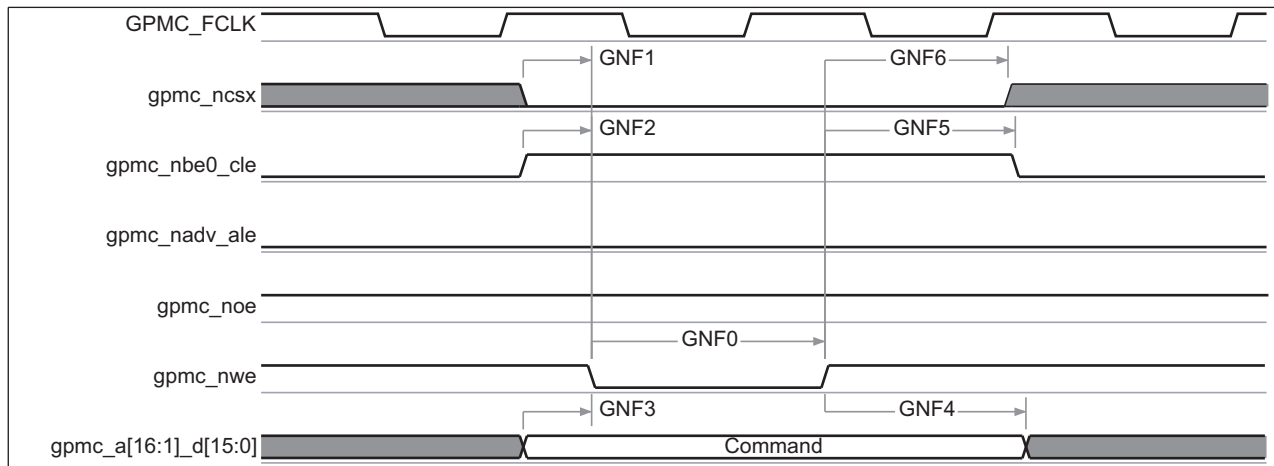 GPMC_FCLK
GNF1
GNF6
gpmc_ncsx
GNF2
GNF5
gpmc_nbe0_cle
gpmc_nadv_ale
gpmc_noe
GNF0
gpmc_nwe
GNF3
GNF4
gpmc_a[16:1]_d[15:0]
Command